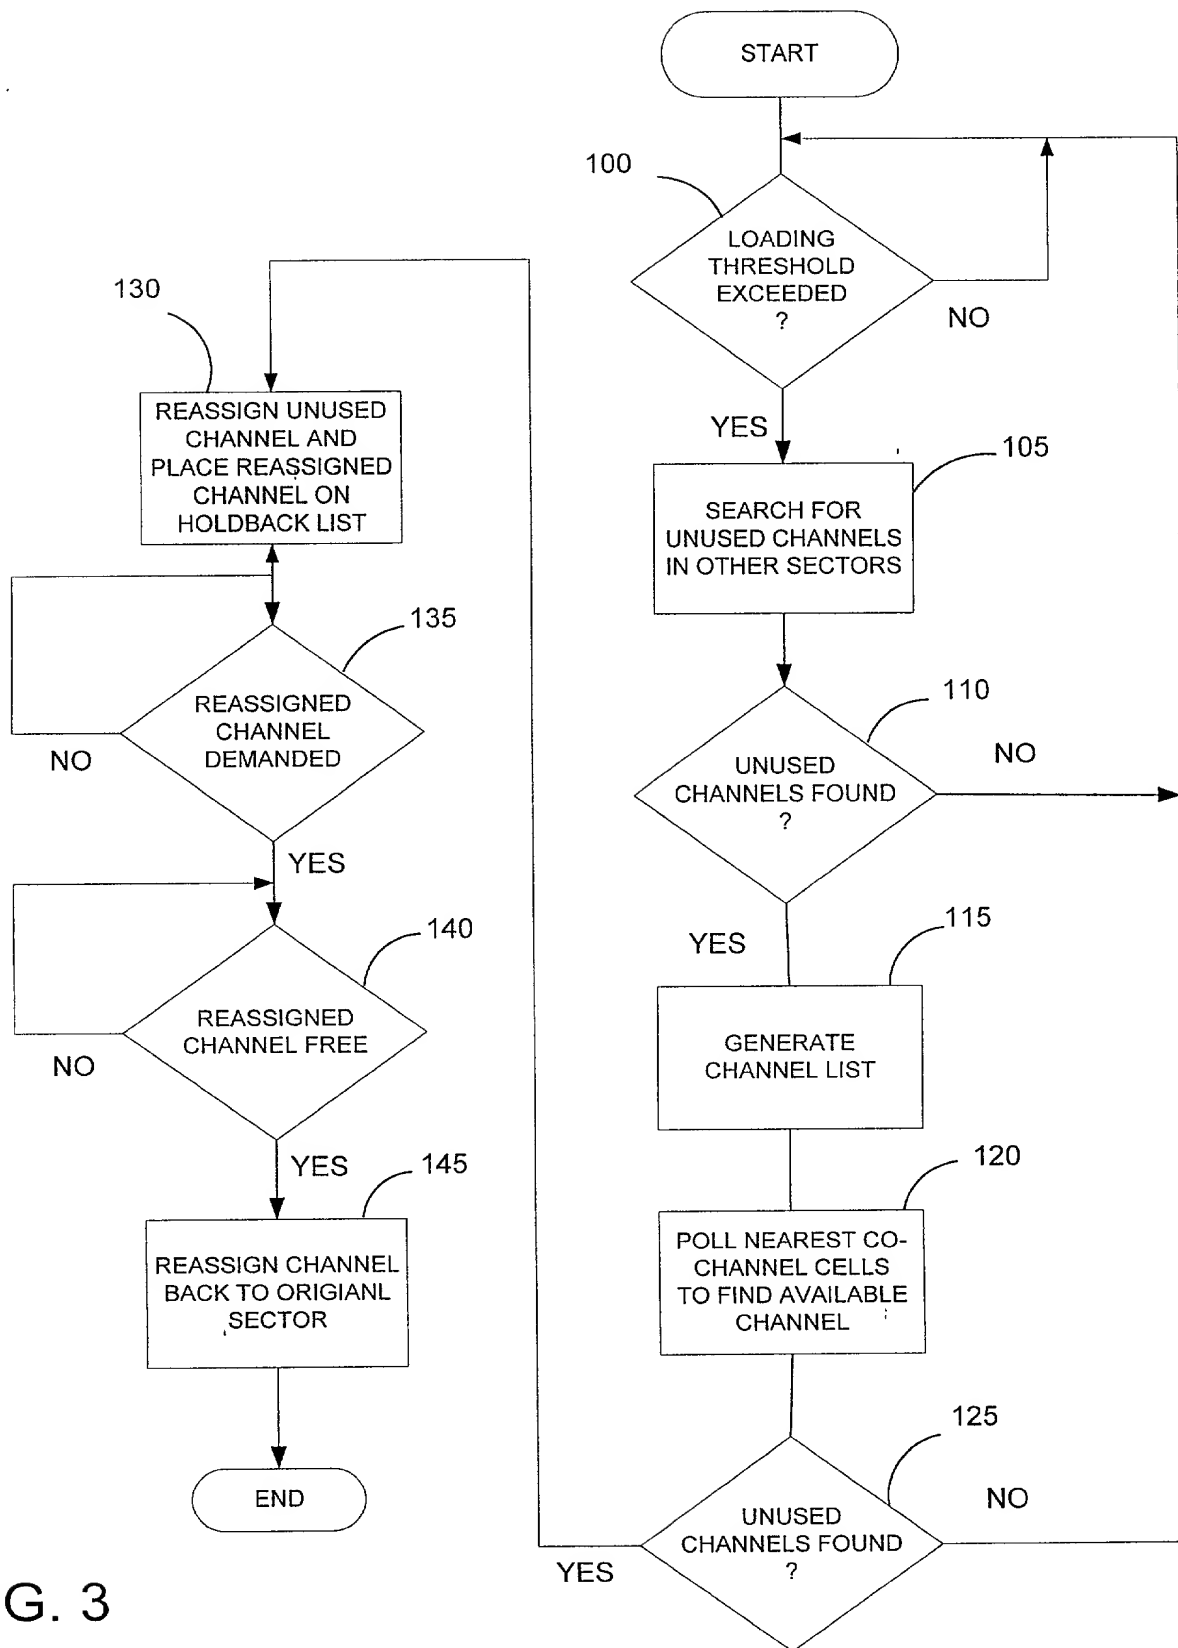 START
100
LOADING
THRESHOLD
EXCEEDED
?
NO
YES
105
SEARCH FOR
UNUSED CHANNELS
IN OTHER SECTORS
110
UNUSED
CHANNELS FOUND
?
NO
YES
115
GENERATE
CHANNEL LIST
120
POLL NEAREST CO-
CHANNEL CELLS
TO FIND AVAILABLE
CHANNEL
125
UNUSED
CHANNELS FOUND
?
NO
YES
130
REASSIGN UNUSED
CHANNEL AND
PLACE REASSIGNED
CHANNEL ON
HOLDBACK LIST
135
REASSIGNED
CHANNEL
DEMANDED
NO
YES
140
REASSIGNED
CHANNEL FREE
NO
YES
145
REASSIGN CHANNEL
BACK TO ORIGIANL
SECTOR
END
G. 3